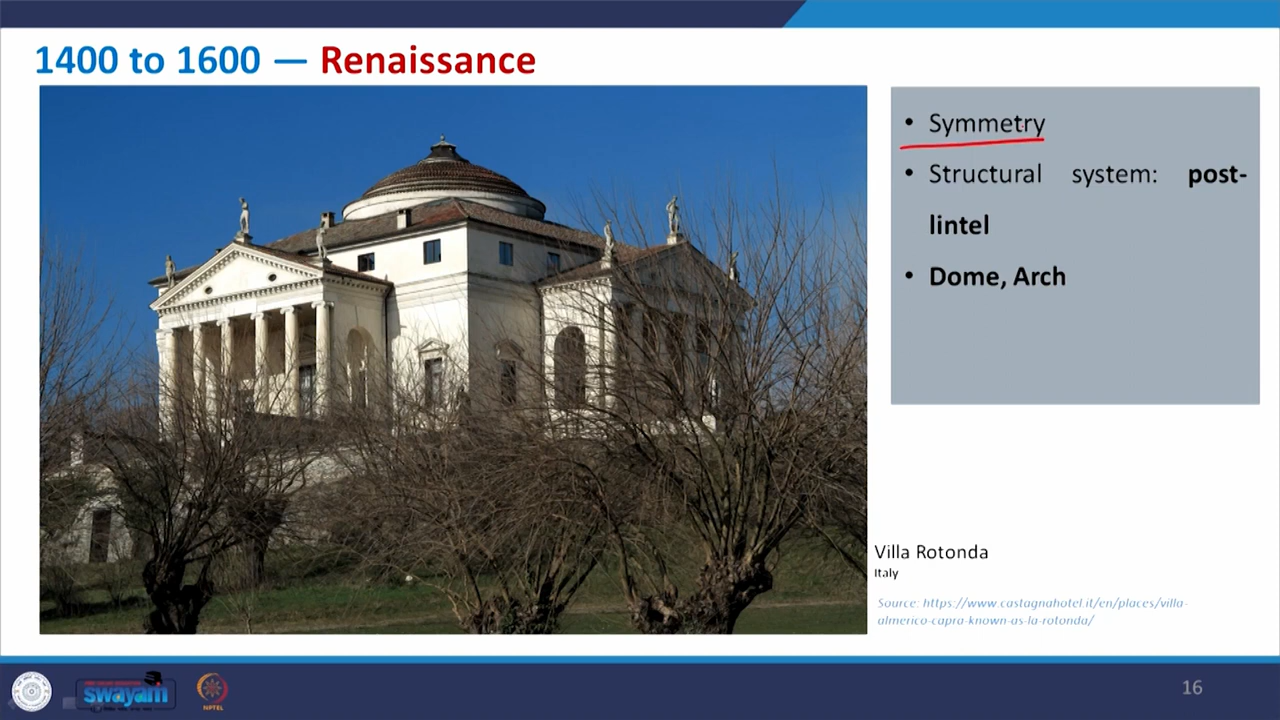 1400 to 1600 — Renaissance
• Symmetry
• Structural system: post-
lintel
• Dome, Arch
Villa Rotonda
Italy
Source: https://www.castagnahotel.it/en/places/villa-
almerico-capra-known-as-la-rotonda/
swayam
NPTEL
16